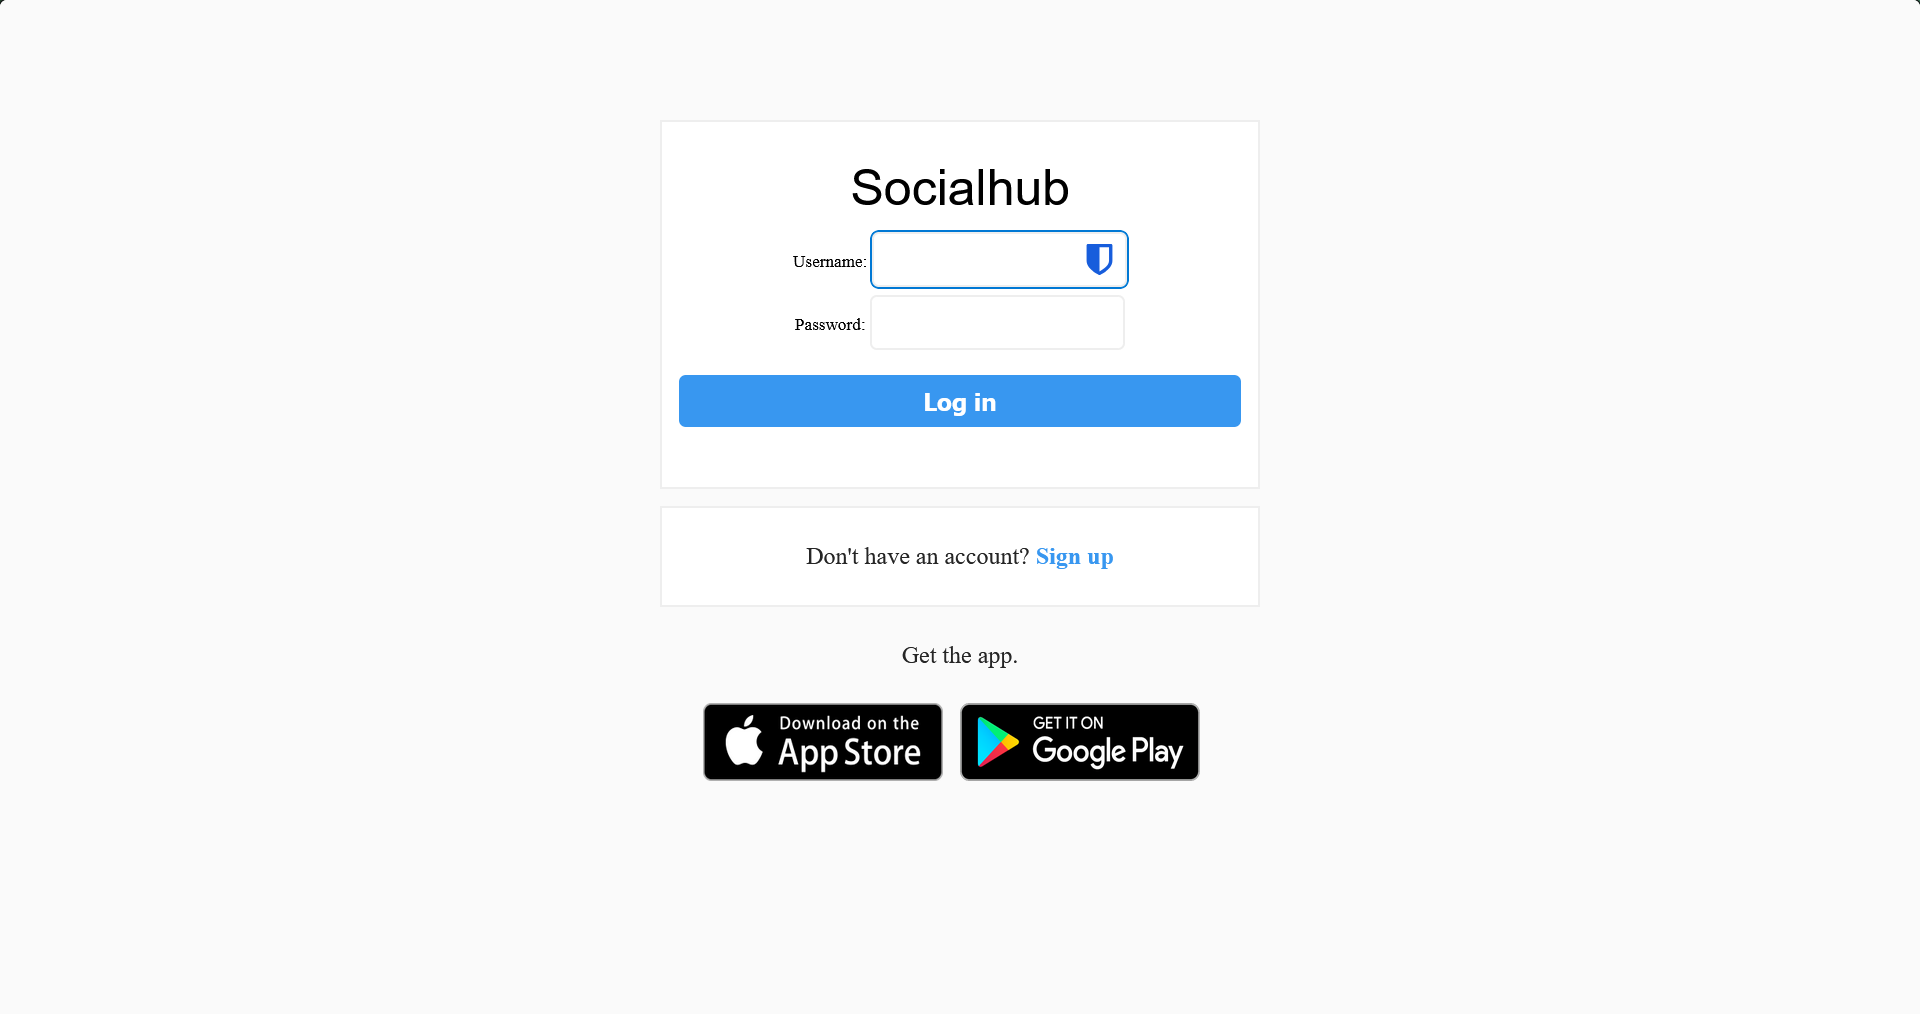 Socialhub
Username:
Password:
Log in
Don't have an account? Sign up
Get the app.
Download on the
App Store
GET IT ON
Google Play